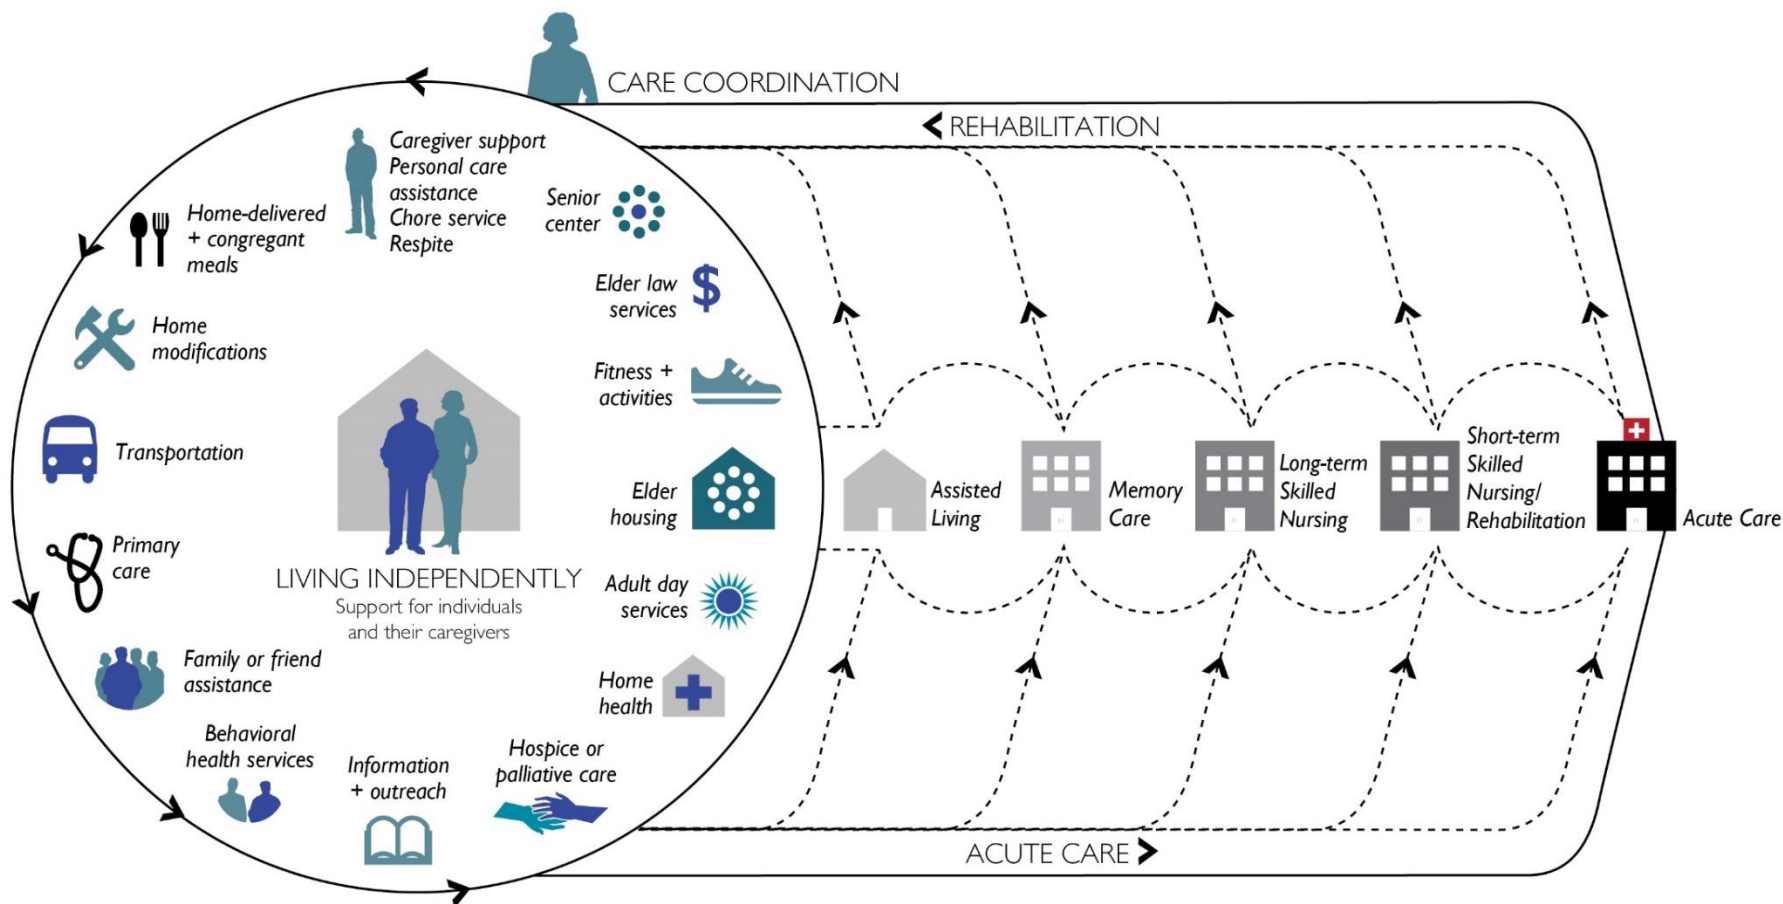 CARE COORDINATION
REHABILITATION
Caregiver support
Personal care
assistance
Chore service
Respite
Senior
center
Home-delivered
+ congregant
meals
Elder law
services
$
Home
modifications
Fitness +
activities
Transportation
Elder
housing
Primary
care
LIVING INDEPENDENTLY
Support for individuals
and their caregivers
Adult day
services
Family or friend
assistance
Home
health
Behavioral
health services
Information
+ outreach
Hospice or
palliative care
Assisted
Living
Memory
Care
Long-term
Skilled
Nursing
Short-term
Skilled
Nursing/
Rehabilitation
Acute Care
ACUTE CARE